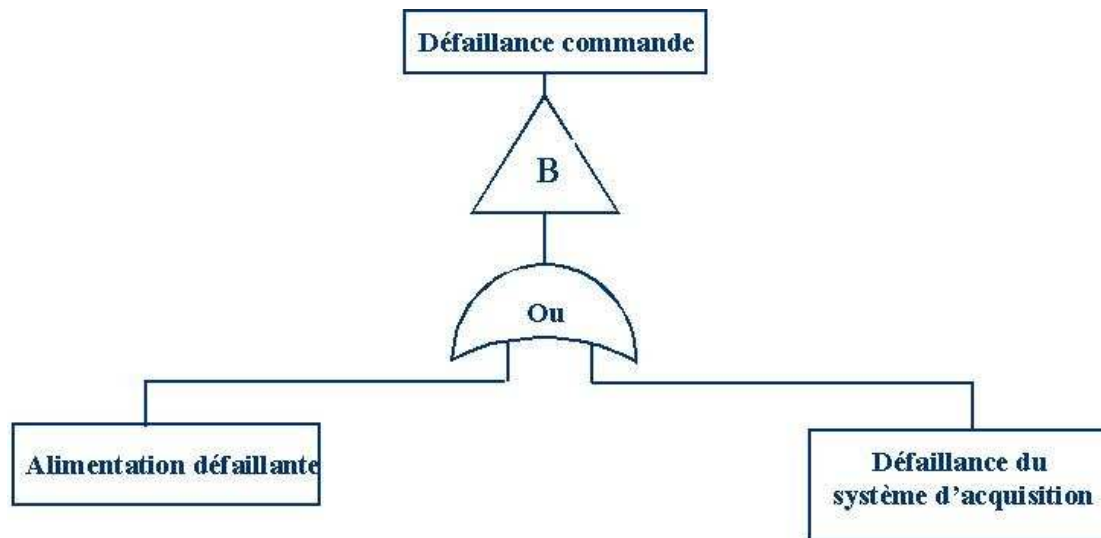 Défaillance commande
B
Ou
Alimentation défaillante
Défaillance du
système d’acquisition